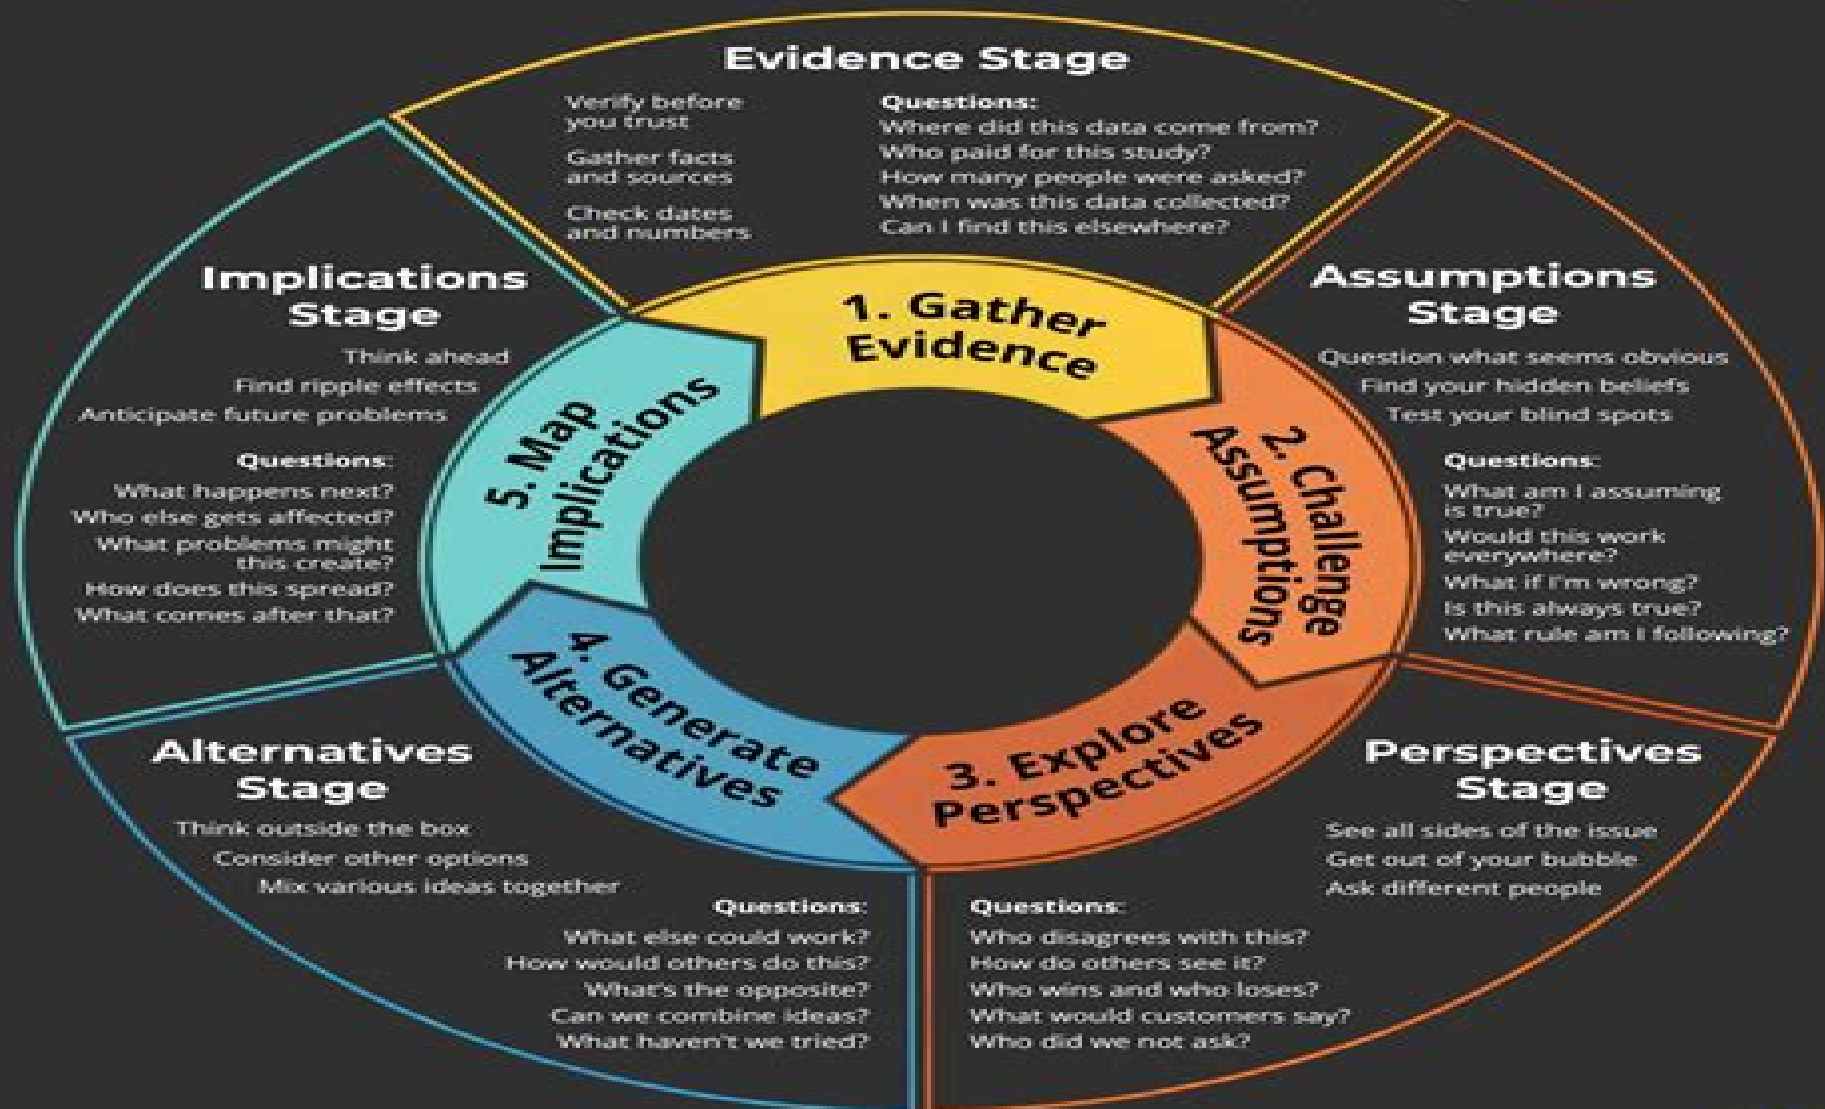 Evidence Stage
Verify before
you trust
Gather facts
and sources
Check dates
and numbers
Questions:
Where did this data come from?
Who paid for this study?
How many people were asked?
When was this data collected?
Can I find this elsewhere?
1. Gather
Evidence
Assumptions
Stage
Question what seems obvious
Find your hidden beliefs
Test your blind spots
Questions:
What am I assuming
is true?
Would this work
everywhere?
What if I'm wrong?
Is this always true?
What rule am I following?
2. Challenge
Assumptions
Perspectives
Stage
See all sides of the issue
Get out of your bubble
Ask different people
Questions:
Who disagrees with this?
How do others see it?
Who wins and who loses?
What would customers say?
Who did we not ask?
3. Explore
Perspectives
Alternatives
Stage
Think outside the box
Consider other options
Mix various ideas together
Questions:
What else could work?
How would others do this?
What's the opposite?
Can we combine ideas?
What haven't we tried?
4. Generate
Alternatives
Implications
Stage
Think ahead
Find ripple effects
Anticipate future problems
Questions:
What happens next?
Who else gets affected?
What problems might
this create?
How does this spread?
What comes after that?
5. Map
Implications